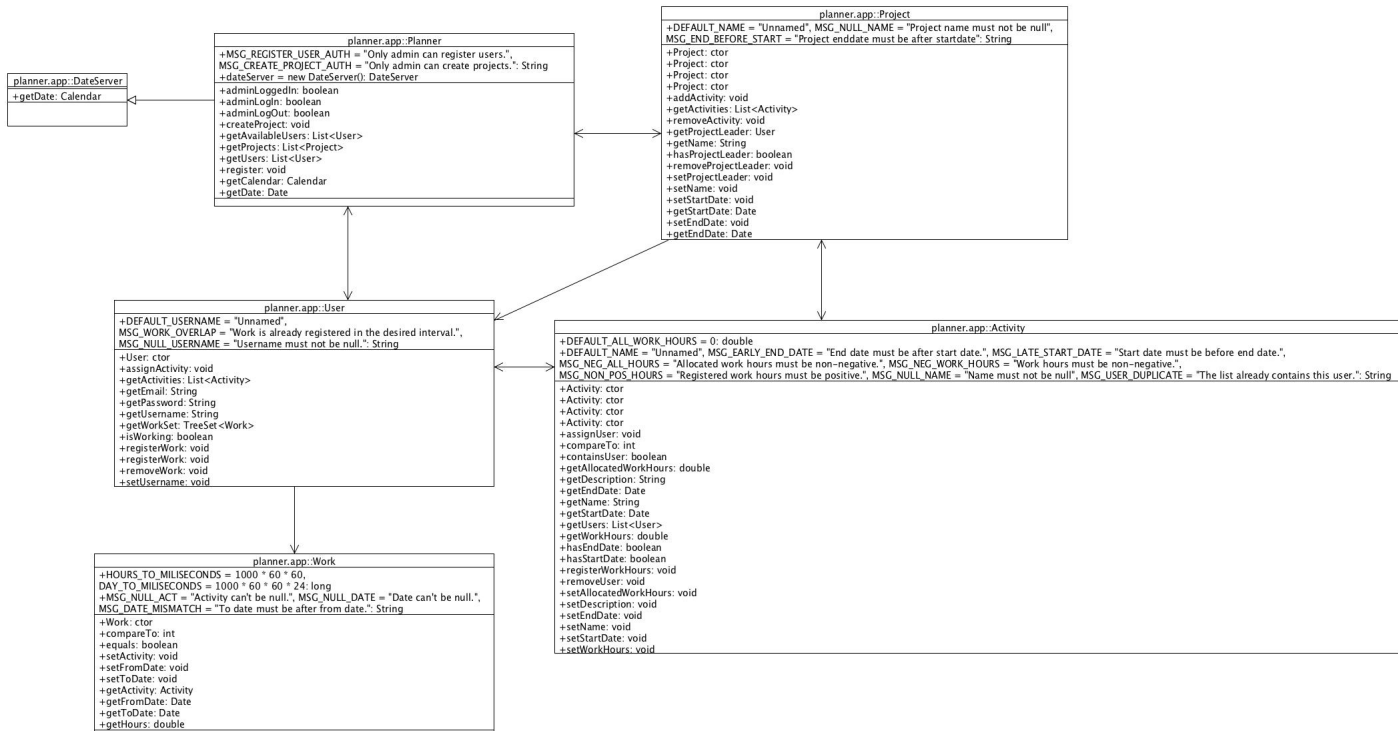 planner.app::DateServer
+getDate: Calendar
planner.app::Planner
+MSG_REGISTER_USER_AUTH = "Only admin can register users.",
MSG_CREATE_PROJECT_AUTH = "Only admin can create projects.": String
+dateServer = new DateServer(): DateServer
+adminLoggedIn: boolean
+adminLogIn: boolean
+adminLogOut: boolean
+createProject: void
+getAvailableUsers: List<User>
+getProjects: List<Project>
+getUsers: List<User>
+register: void
+getCalendar: Calendar
+getDate: Date
planner.app::Project
+DEFAULT_NAME = "Unnamed", MSG_NULL_NAME = "Project name must not be null",
MSG_END_BEFORE_START = "Project enddate must be after startdate": String
+Project: ctor
+Project: ctor
+Project: ctor
+Project: ctor
+addActivity: void
+getActivities: List<Activity>
+removeActivity: void
+getProjectLeader: User
+getName: String
+hasProjectLeader: boolean
+removeProjectLeader: void
+setProjectLeader: void
+setName: void
+setStartDate: void
+getStartDate: Date
+setEndDate: void
+getEndDate: Date
planner.app::User
+DEFAULT_USERNAME = "Unnamed",
MSG_WORK_OVERLAP = "Work is already registered in the desired interval.",
MSG_NULL_USERNAME = "Username must not be null.": String
+User: ctor
+assignActivity: void
+getActivities: List<Activity>
+getEmail: String
+getPassword: String
+getUsername: String
+getWorkSet: TreeSet<Work>
+isWorking: boolean
+registerWork: void
+registerWork: void
+removeWork: void
+setUsername: void
planner.app::Activity
+DEFAULT_ALL_WORK_HOURS = 0: double
+DEFAULT_NAME = "Unnamed", MSG_EARLY_END_DATE = "End date must be after start date.", MSG_LATE_START_DATE = "Start date must be before end date.",
MSG_NEG_ALL_HOURS = "Allocated work hours must be non-negative.", MSG_NEG_WORK_HOURS = "Work hours must be non-negative.",
MSG_NON_POS_HOURS = "Registered work hours must be positive.", MSG_NULL_NAME = "Name must not be null", MSG_USER_DUPLICATE = "The list already contains this user.": String
+Activity: ctor
+Activity: ctor
+Activity: ctor
+Activity: ctor
+assignUser: void
+compareTo: int
+containsUser: boolean
+getAllocatedWorkHours: double
+getDescription: String
+getEndDate: Date
+getName: String
+getStartDate: Date
+getUsers: List<User>
+getWorkHours: double
+hasEndDate: boolean
+hasStartDate: boolean
+registerWorkHours: void
+removeUser: void
+setAllocatedWorkHours: void
+setDescription: void
+setEndDate: void
+setName: void
+setStartDate: void
+setWorkHours: void
planner.app::Work
+HOURS_TO_MILISECONDS = 1000 * 60 * 60,
DAY_TO_MILISECONDS = 1000 * 60 * 60 * 24: long
+MSG_NULL_ACT = "Activity can't be null.", MSG_NULL_DATE = "Date can't be null.",
MSG_DATE_MISMATCH = "To date must be after from date.": String
+Work: ctor
+compareTo: int
+equals: boolean
+setActivity: void
+setFromDate: void
+setToDate: void
+getActivity: Activity
+getFromDate: Date
+getToDate: Date
+getHours: double